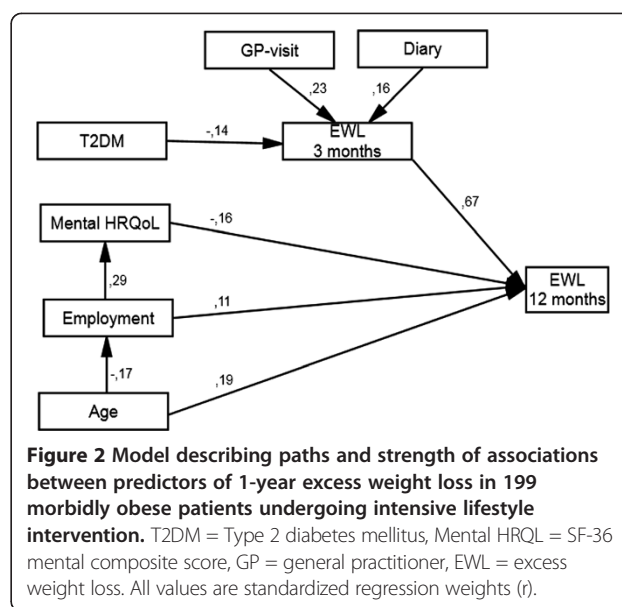 GP-visit
Diary
,23
,16
T2DM
-,14
EWL
3 months
,67
Mental HRQoL
-,16
,29
EWL
12 months
Employment
,11
-,17
,19
Age
Figure 2 Model describing paths and strength of associations
between predictors of 1-year excess weight loss in 199
morbidly obese patients undergoing intensive lifestyle
intervention. T2DM = Type 2 diabetes mellitus, Mental HRQL = SF-36
mental composite score, GP = general practitioner, EWL = excess
weight loss. All values are standardized regression weights (r).